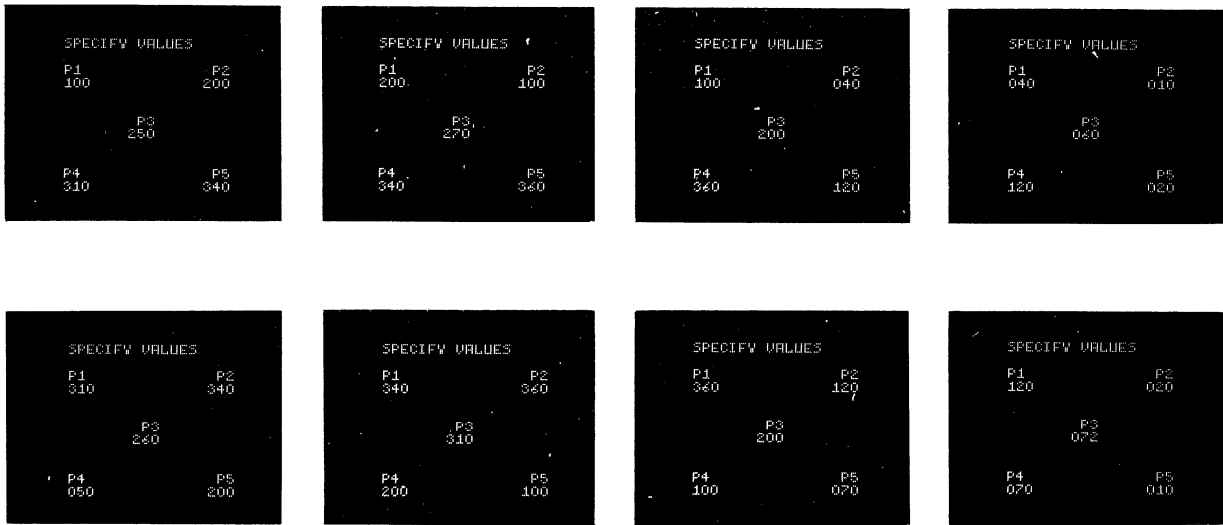 SPECIFY VALUES
P1 P2
100 200
P3
250
P4 P5
310 340
SPECIFY VALUES
P1 P2
200 100
P3
270
P4 P5
340 360
SPECIFY VALUES
P1 P2
100 040
P3
200
P4 P5
360 120
SPECIFY VALUES
P1 P2
040 010
P3
060
P4 P5
120 020
SPECIFY VALUES
P1 P2
310 340
P3
260
P4 P5
050 200
SPECIFY VALUES
P1 P2
340 360
P3
310
P4 P5
200 100
SPECIFY VALUES
P1 P2
360 120
P3
200
P4 P5
100 070
SPECIFY VALUES
P1 P2
120 020
P3
072
P4 P5
070 010